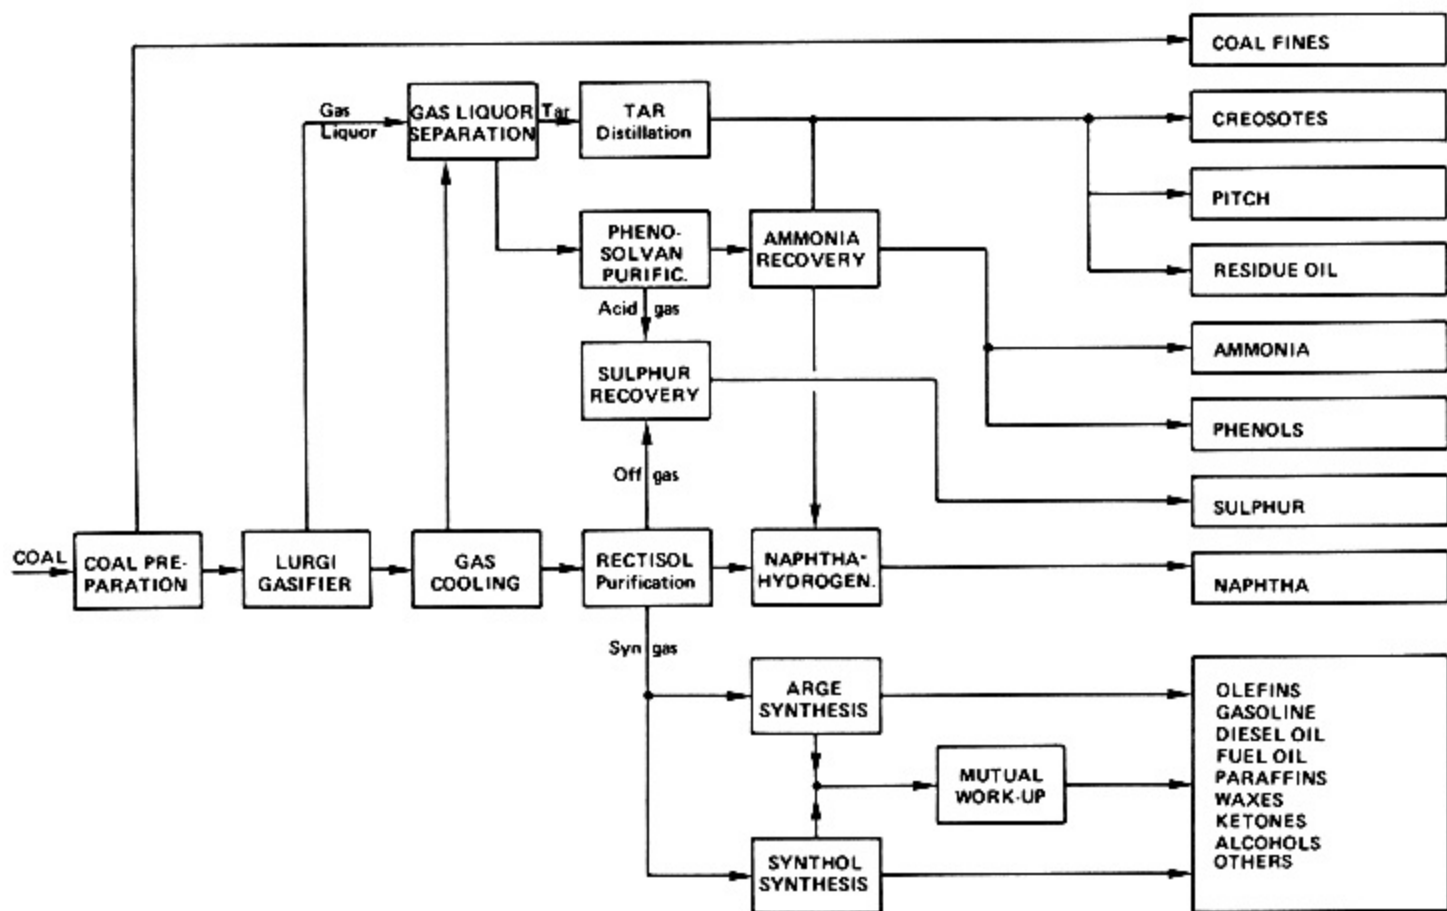 COAL FINES
Gas
Liquor
GAS LIQUOR
SEPARATION
Tar
TAR
Distillation
CREOSOTES
PITCH
PHENO-
SOLVAN
PURIFIC.
AMMONIA
RECOVERY
RESIDUE OIL
Acid gas
SULPHUR
RECOVERY
AMMONIA
PHENOLS
Off gas
SULPHUR
COAL
COAL PRE-
PARATION
LURGI
GASIFIER
GAS
COOLING
RECTISOL
Purification
NAPHTHA-
HYDROGEN.
NAPHTHA
Syn gas
ARGE
SYNTHESIS
MUTUAL
WORK-UP
SYNTHOL
SYNTHESIS
OLEFINS
GASOLINE
DIESEL OIL
FUEL OIL
PARAFFINS
WAXES
KETONES
ALCOHOLS
OTHERS